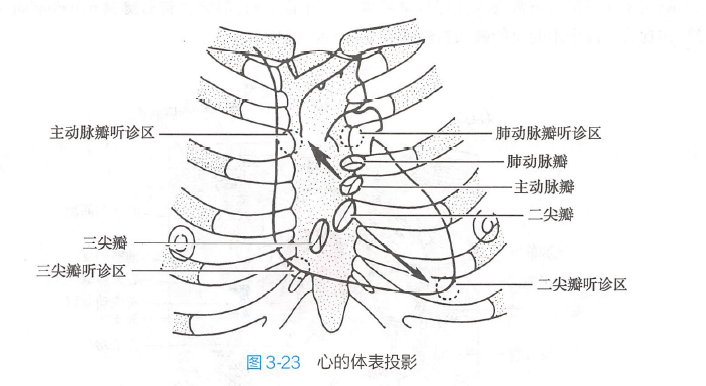 主动脉瓣听诊区
肺动脉瓣听诊区
肺动脉瓣
主动脉瓣
二尖瓣
三尖瓣
三尖瓣听诊区
二尖瓣听诊区
图3-23 心的体表投影